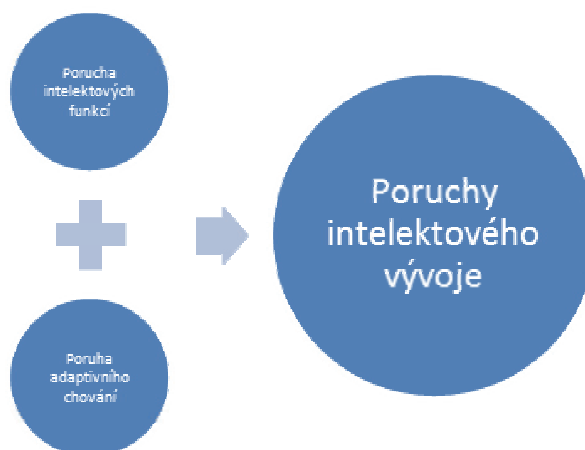 Porucha
intelektových
funkcí
Poruha
adaptivního
chování
Poruchy
intelektového
vývoje